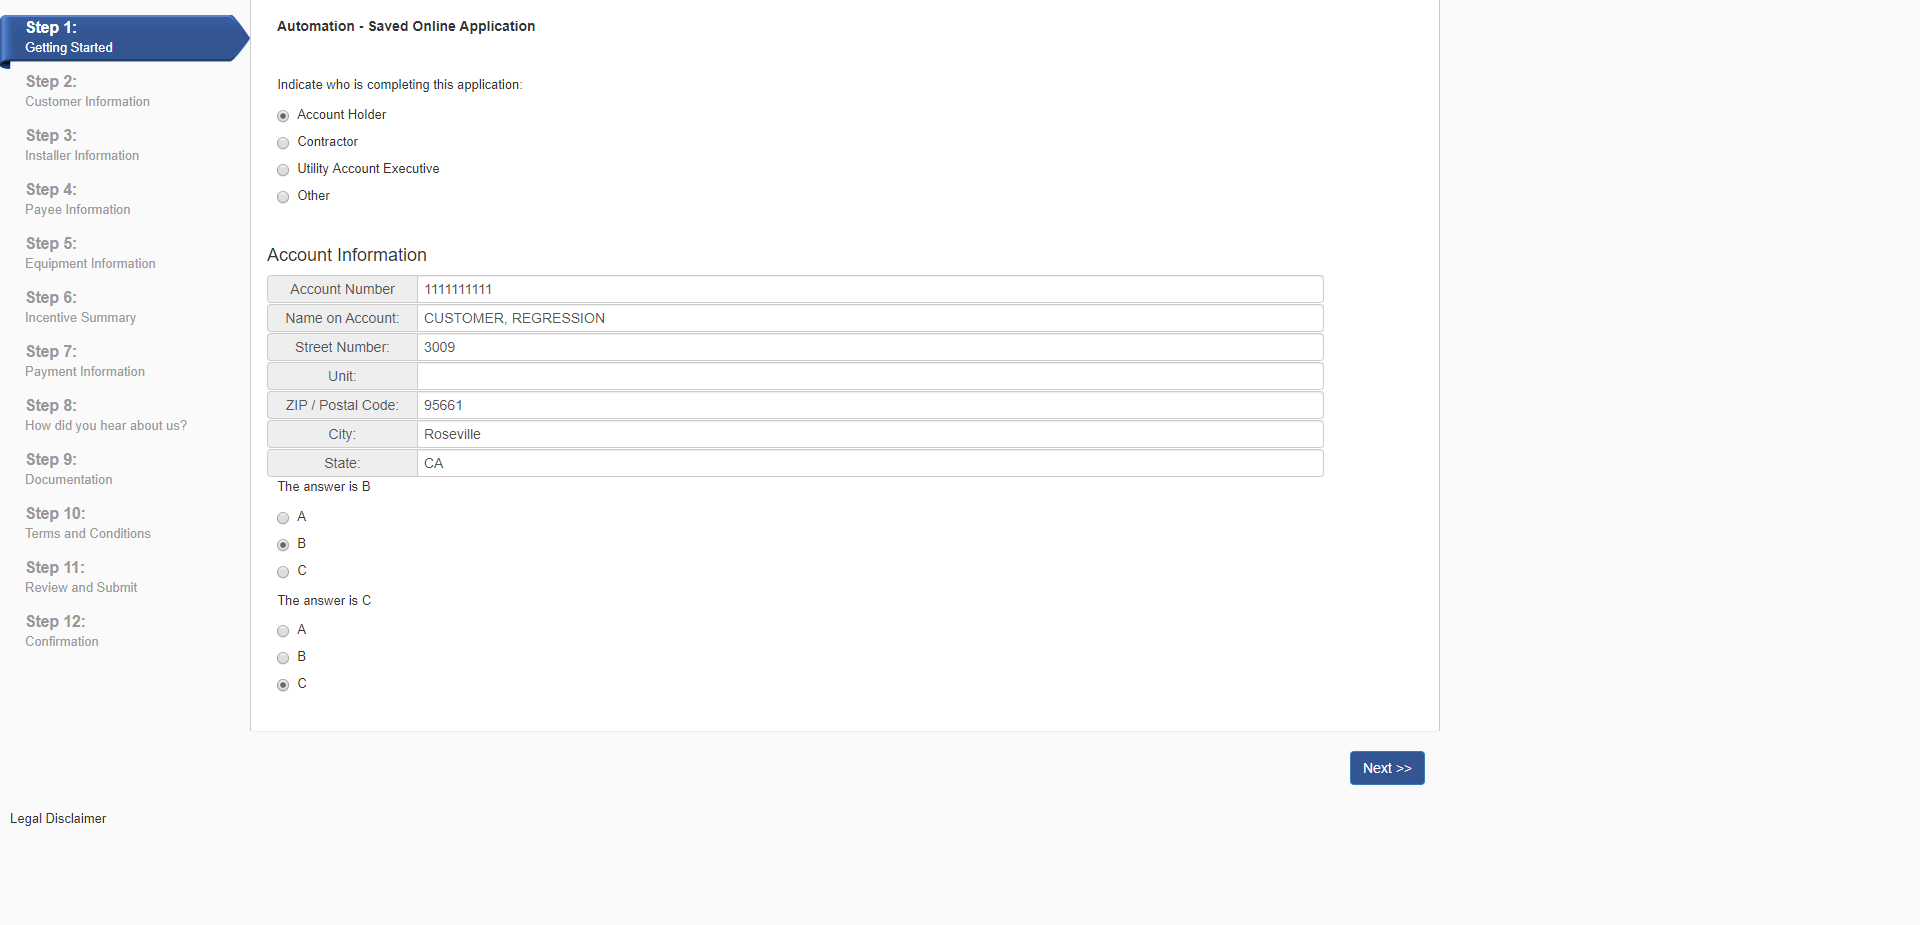 Step 1:
Getting Started
Step 2:
Customer Information
Step 3:
Installer Information
Step 4:
Payee Information
Step 5:
Equipment Information
Step 6:
Incentive Summary
Step 7:
Payment Information
Step 8:
How did you hear about us?
Step 9:
Documentation
Step 10:
Terms and Conditions
Step 11:
Review and Submit
Step 12:
Confirmation
Automation - Saved Online Application
Indicate who is completing this application:
Account Holder
Contractor
Utility Account Executive
Other
Account Information
Account Number 1111111111
Name on Account: CUSTOMER, REGRESSION
Street Number: 3009
Unit:
ZIP / Postal Code: 95661
City: Roseville
State: CA
The answer is B
A
B
C
The answer is C
A
B
C
Next >>
Legal Disclaimer